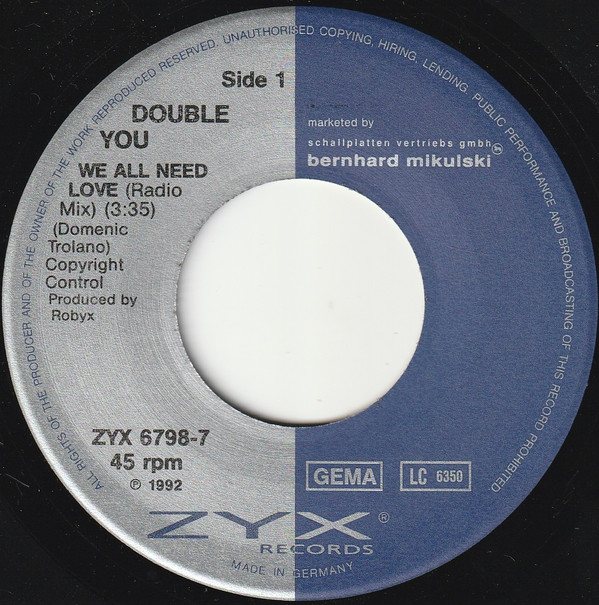 ALL RIGHTS OF THE PRODUCER AND OF THE OWNER OF THE WORK REPRODUCED RESERVED. UNAUTHORISED COPYING, HIRING, LENDING, PUBLIC PERFORMANCE AND BROADCASTING OF THIS RECORD PROHIBITED
Side 1
DOUBLE
YOU
WE ALL NEED
LOVE (Radio
Mix) (3:35)
(Domenic
Trolano)
Copyright
Control
Produced by
Robyx
marketed by
schallplatten vertriebs gmbh
bernhard mikulski
ZYX 6798-7
45 rpm
℗ 1992
GEMA
LC 6350
ZYX®
RECORDS
MADE IN GERMANY